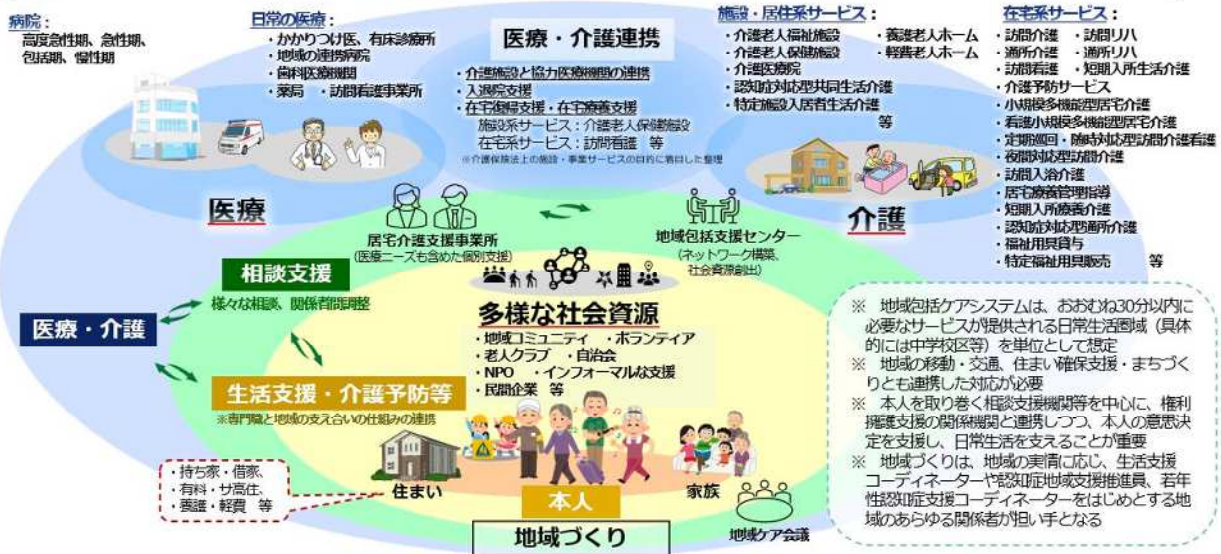 病院：
高度急性期、急性期、
包括期、慢性期
日常の医療：
・かかりつけ医、有床診療所
・地域の連携病院
・歯科医療機関
・薬局　・訪問看護事業所
医療・介護連携
・介護施設と協力医療機関の連携
・入退院支援
・在宅復帰支援・在宅療養支援
施設系サービス：介護老人保健施設
在宅系サービス：訪問看護　等
※介護保険法上の施設・事業サービスの目的に着目した整理
施設・居住系サービス：
・介護老人福祉施設　・養護老人ホーム
・介護老人保健施設　・軽費老人ホーム
・介護医療院
・認知症対応型共同生活介護
・特定施設入居者生活介護
等
在宅系サービス：
・訪問介護　・訪問リハ
・通所介護　・通所リハ
・訪問看護　・短期入所生活介護
・介護予防サービス
・小規模多機能型居宅介護
・看護小規模多機能型居宅介護
・定期巡回・随時対応型訪問介護看護
・夜間対応型訪問介護
・訪問入浴介護
・居宅療養管理指導
・短期入所療養介護
・認知症対応型通所介護
・福祉用具貸与
・特定福祉用具販売　等
医療
介護
居宅介護支援事業所
(医療ニーズも含めた個別支援)
地域包括支援センター
(ネットワーク構築、
社会資源創出)
相談支援
様々な相談、関係者間調整
医療・介護
多様な社会資源
・地域コミュニティ　・ボランティア
・老人クラブ　・自治会
・NPO　・インフォーマルな支援
・民間企業　等
生活支援・介護予防等
※専門職と地域の支え合いの仕組みの連携
・持ち家・借家、
・有料・サ高住、
・養護・軽費　等
住まい
本人
家族
地域づくり
地域ケア会議
※　地域包括ケアシステムは、おおむね30分以内に
必要なサービスが提供される日常生活圏域（具体
的には中学校区等）を単位として想定
※　地域の移動・交通、住まい確保支援・まちづく
りとも連携した対応が必要
※　本人を取り巻く相談支援機関等を中心に、権利
擁護支援の関係機関と連携しつつ、本人の意思決
定を支援し、日常生活を支えることが重要
※　地域づくりは、地域の実情に応じ、生活支援
コーディネーターや認知症地域支援推進員、若年
性認知症支援コーディネーターをはじめとする地
域のあらゆる関係者が担い手となる